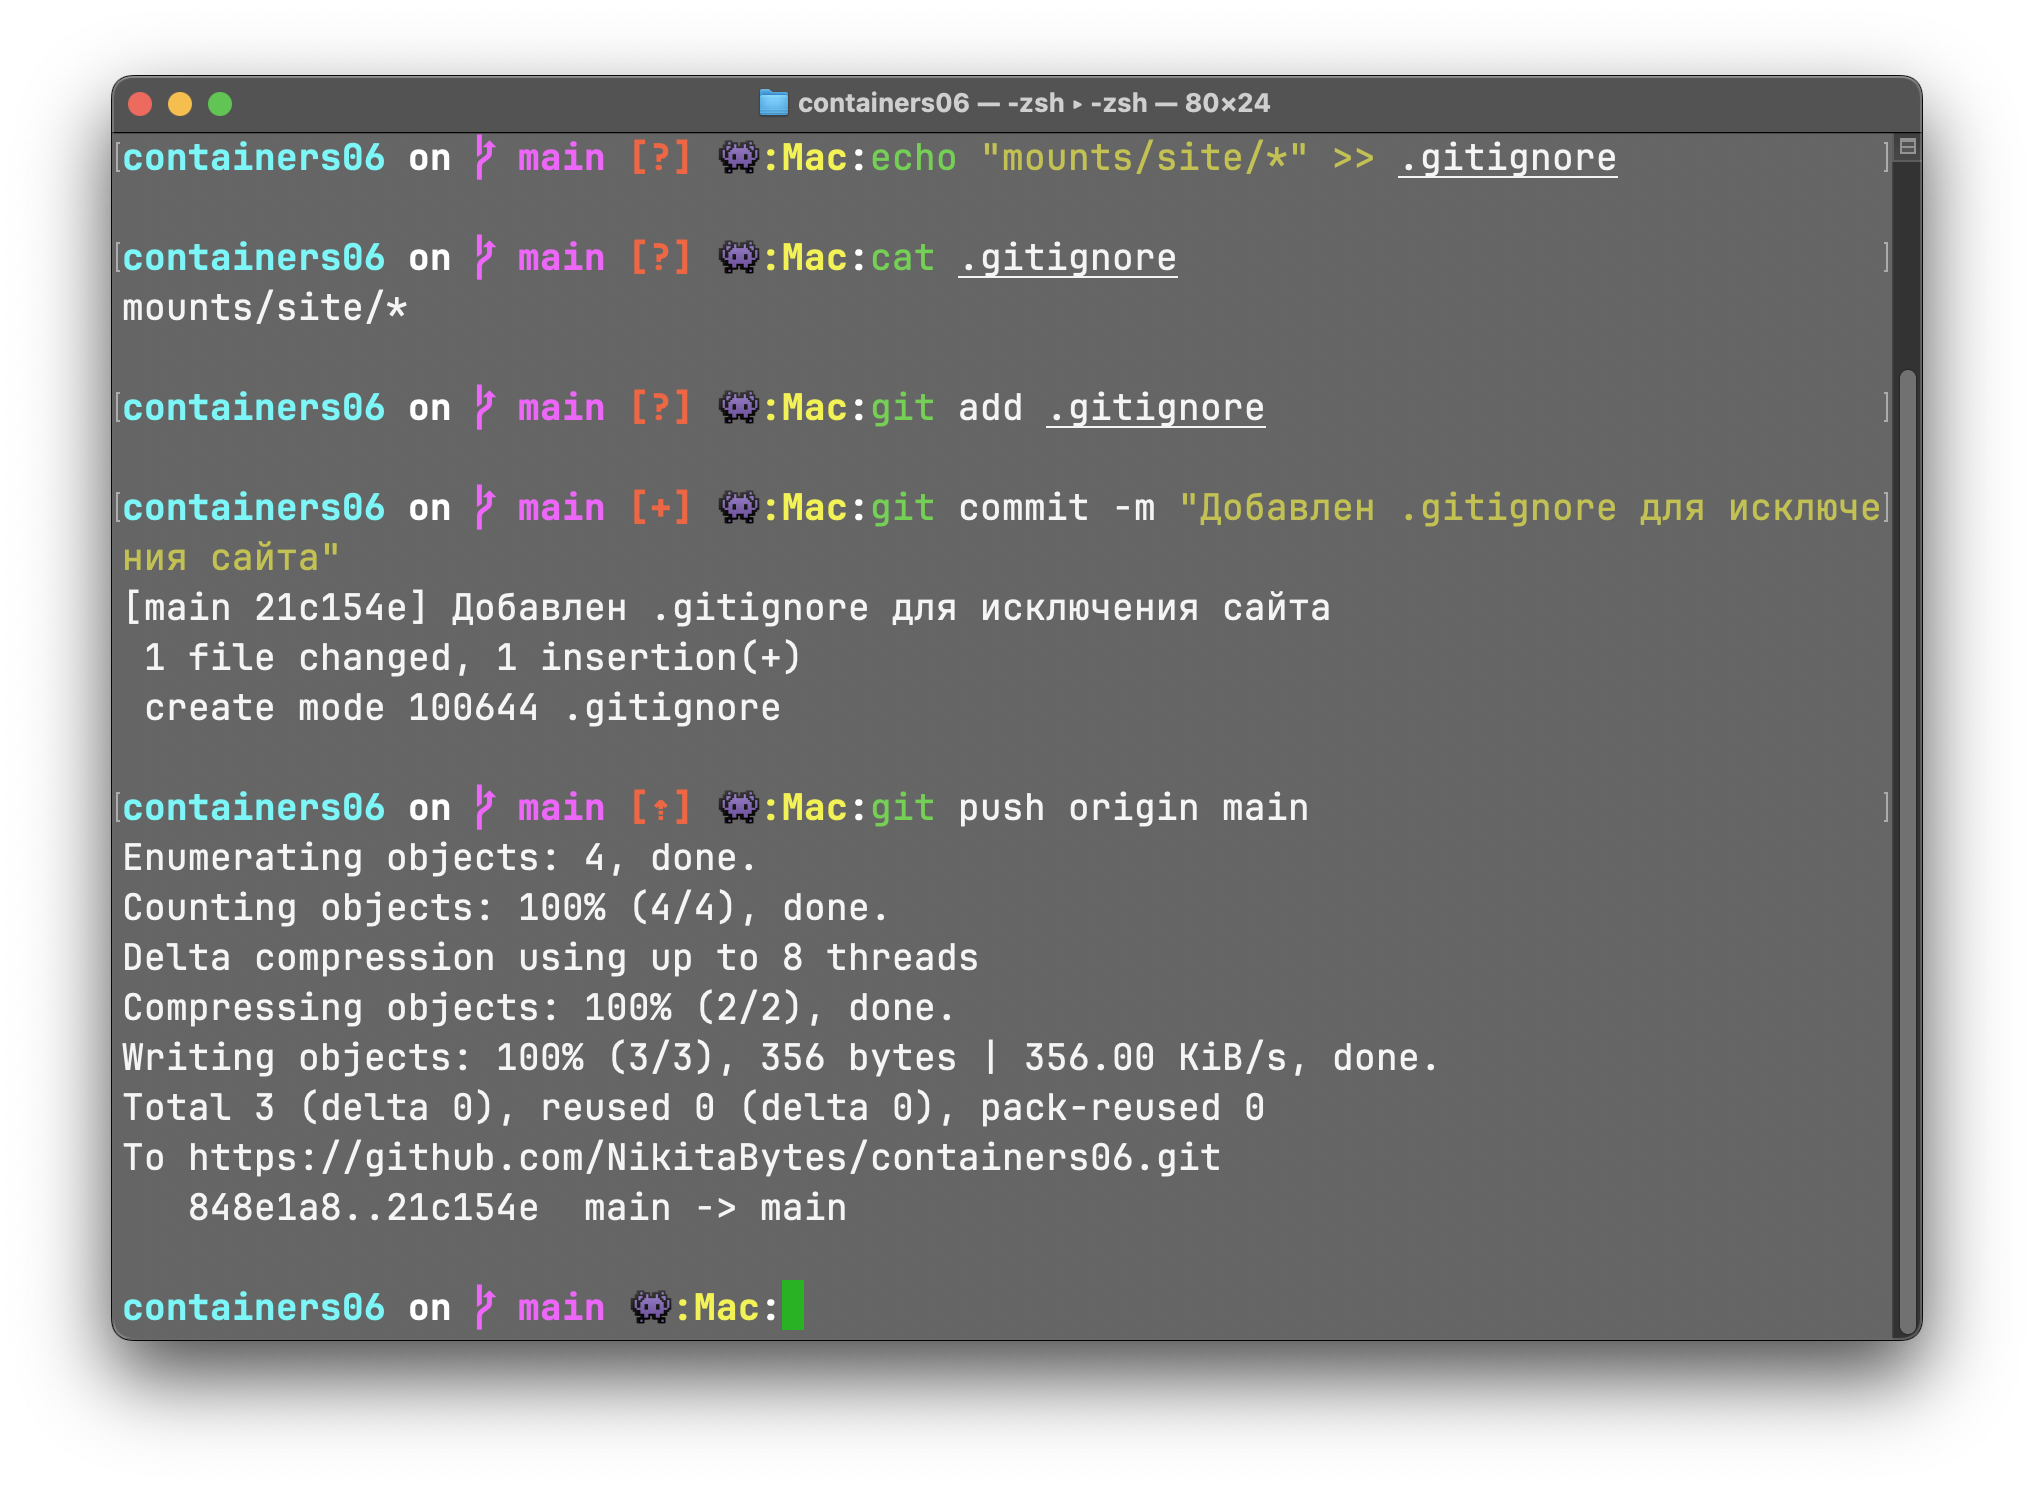 containers06 — -zsh ▸ -zsh — 80×24
containers06 on main [?] 👾:Mac:echo "mounts/site/*" >> .gitignore
containers06 on main [?] 👾:Mac:cat .gitignore
mounts/site/*
containers06 on main [?] 👾:Mac:git add .gitignore
containers06 on main [+] 👾:Mac:git commit -m "Добавлен .gitignore для исключе
ния сайта"
[main 21c154e] Добавлен .gitignore для исключения сайта
 1 file changed, 1 insertion(+)
 create mode 100644 .gitignore
containers06 on main [⇡] 👾:Mac:git push origin main
Enumerating objects: 4, done.
Counting objects: 100% (4/4), done.
Delta compression using up to 8 threads
Compressing objects: 100% (2/2), done.
Writing objects: 100% (3/3), 356 bytes | 356.00 KiB/s, done.
Total 3 (delta 0), reused 0 (delta 0), pack-reused 0
To https://github.com/NikitaBytes/containers06.git
   848e1a8..21c154e  main -> main
containers06 on main 👾:Mac: